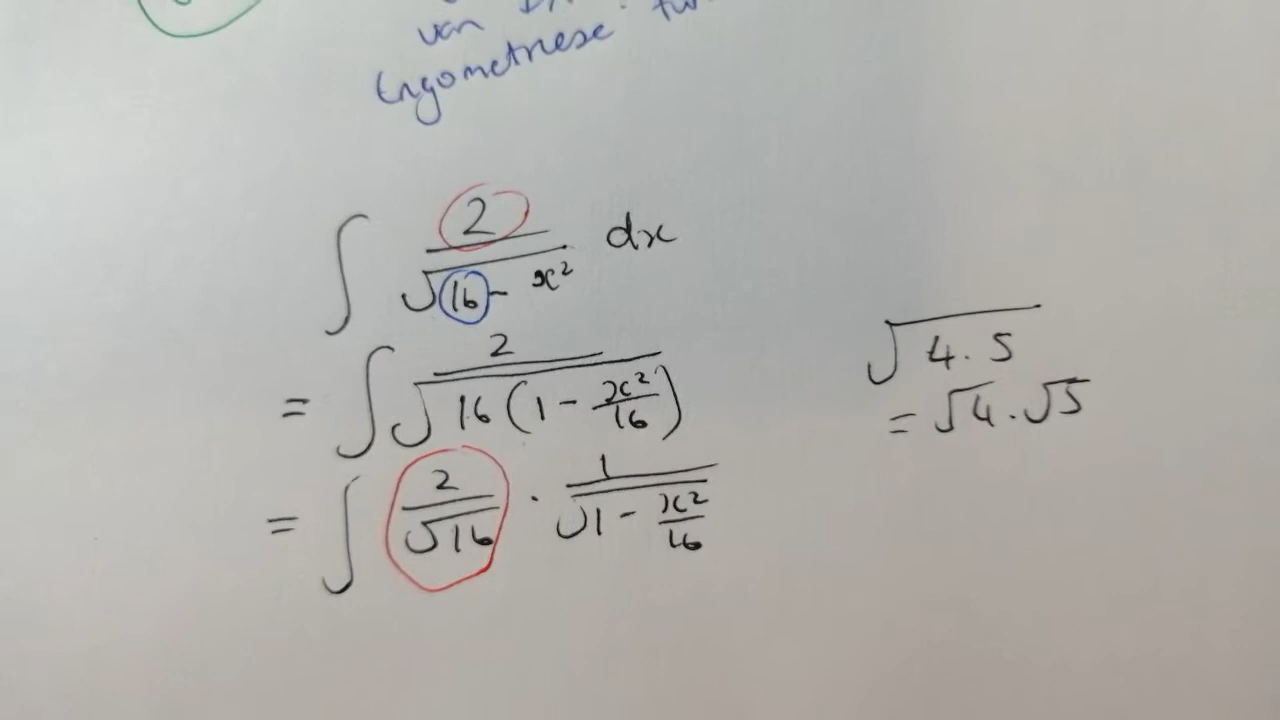 van
trigonometriese
∫ 2/√(16 - x²) dx
= ∫ 2/√(16(1 - x²/16))
= ∫ 2/√16 · 1/√(1 - x²/16)
√(4.5)
= √4 . √5